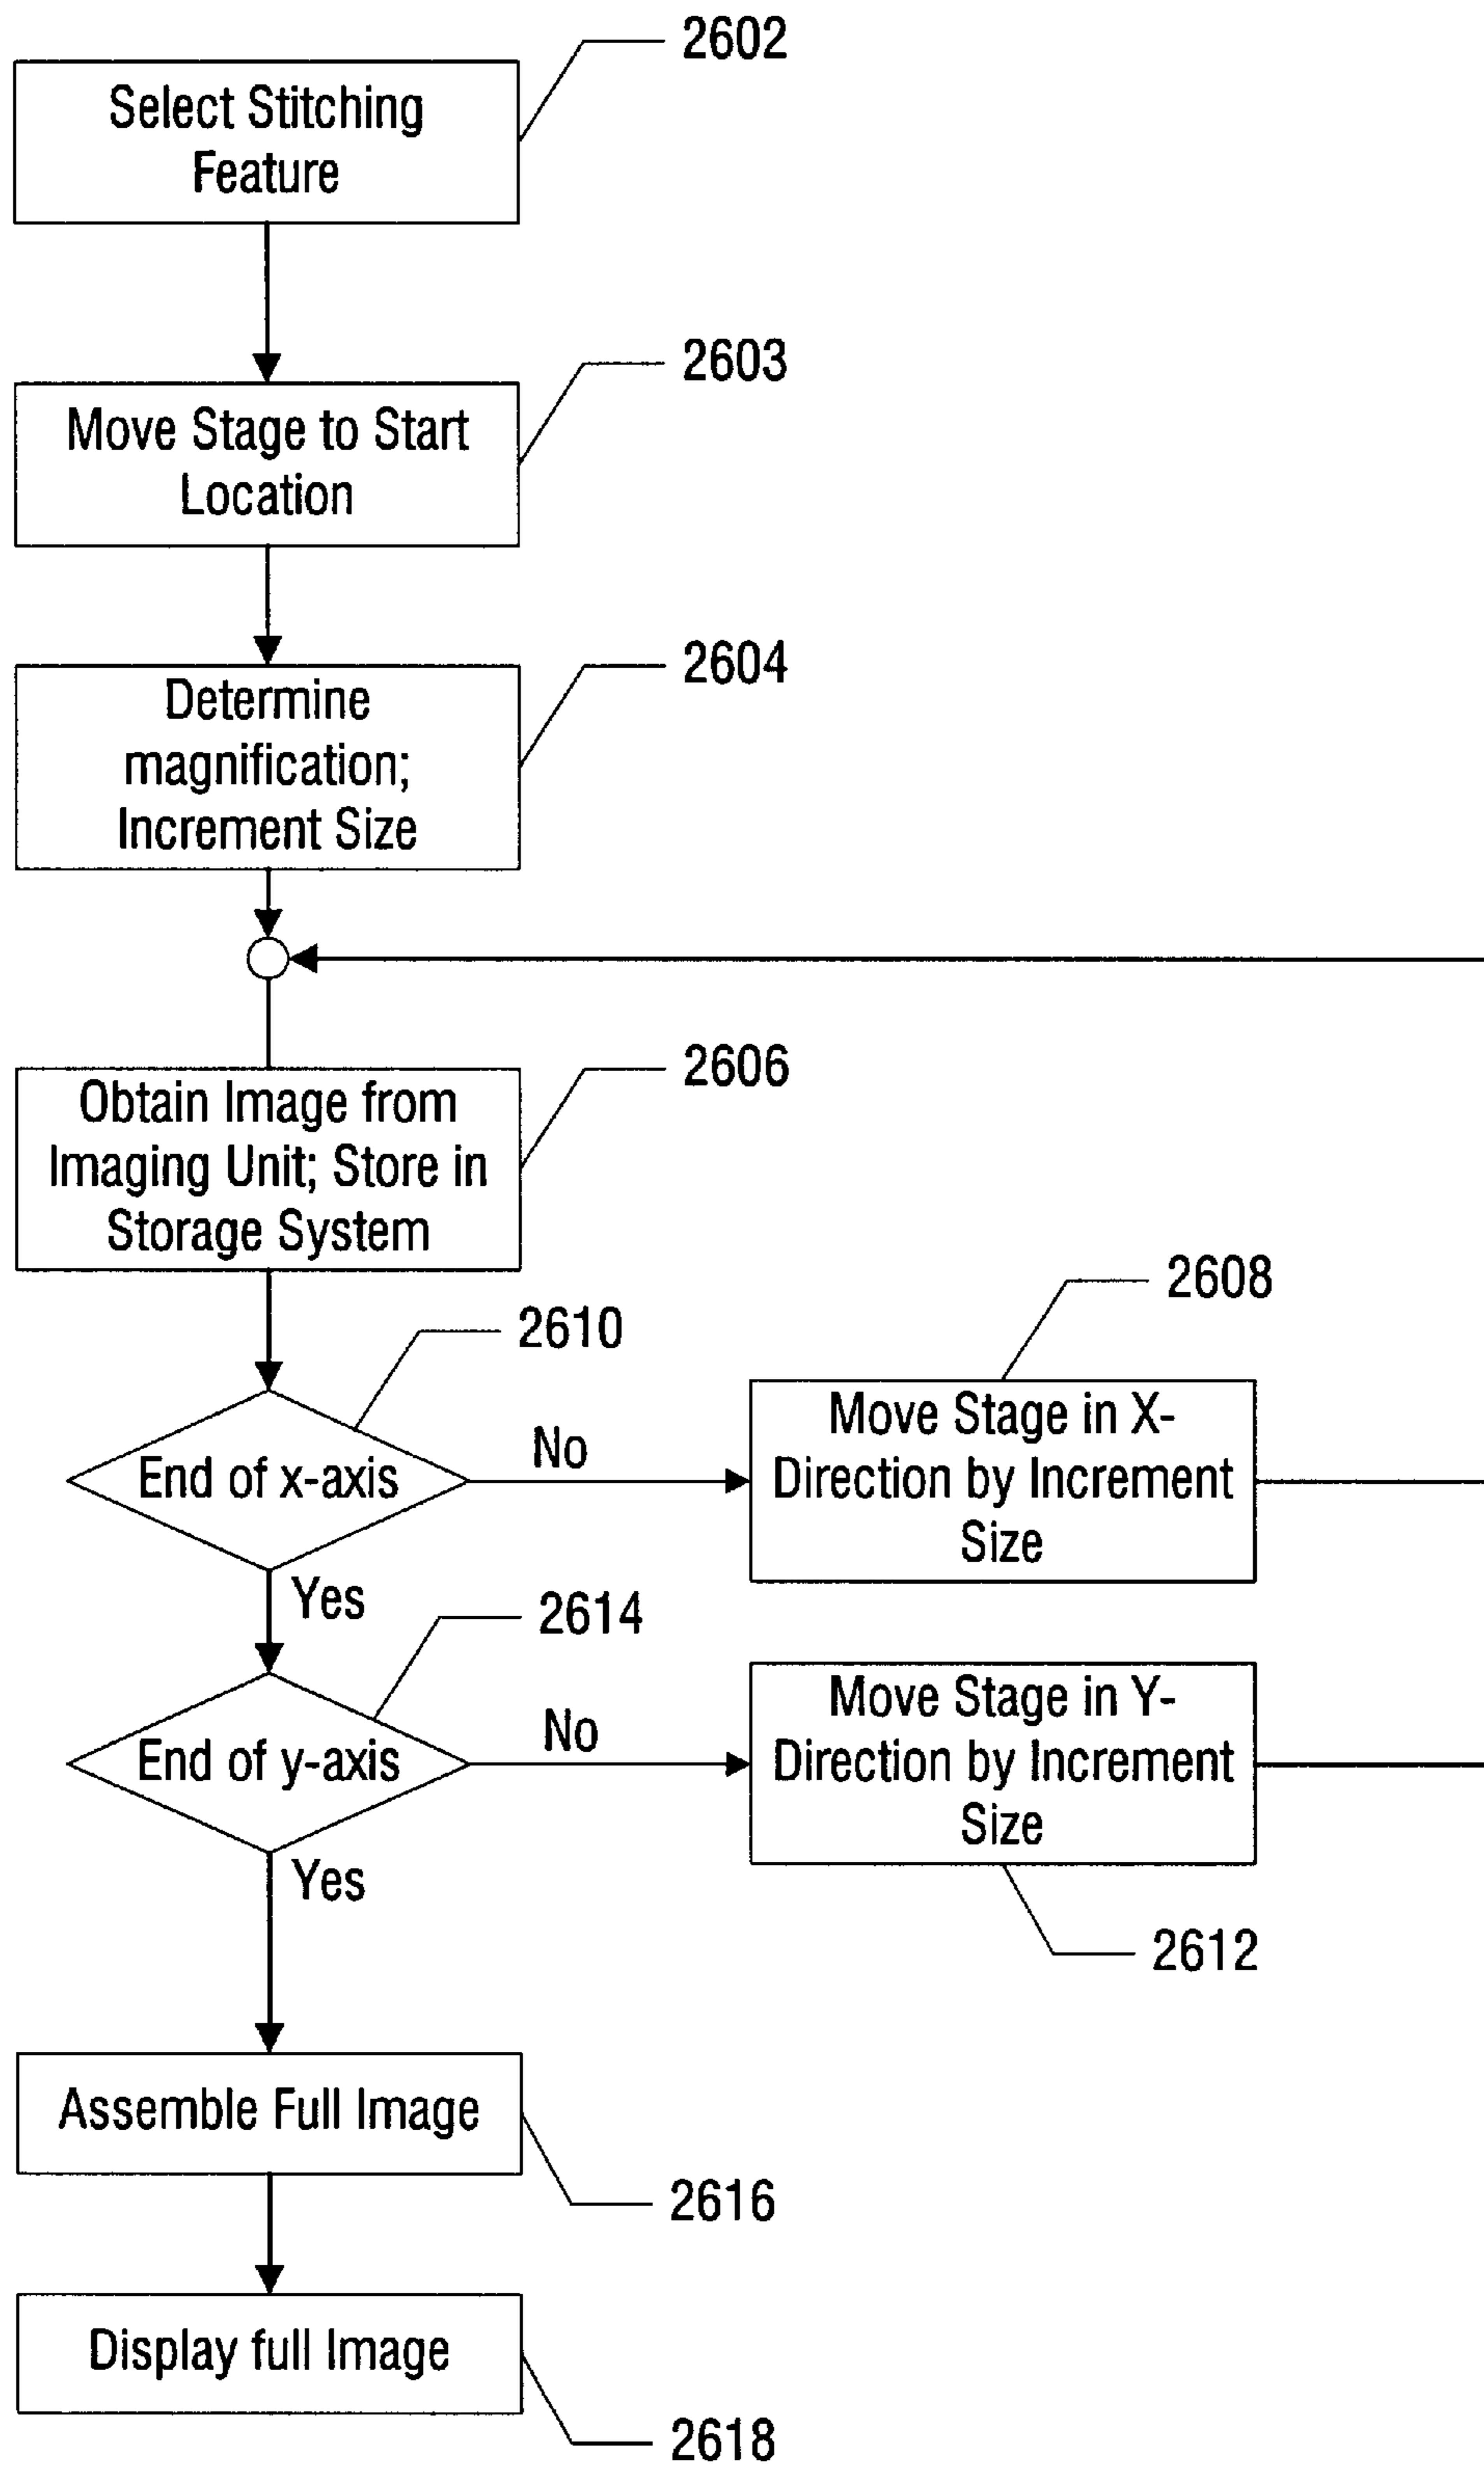 2602
Select Stitching
Feature
2603
Move Stage to Start
Location
2604
Determine
magnification;
Increment Size
2606
Obtain Image from
Imaging Unit; Store in
Storage System
2608
2610
Move Stage in X-
Direction by Increment
Size
No
End of x-axis
Yes
2614
Move Stage in Y-
Direction by Increment
Size
No
End of y-axis
Yes
2612
Assemble Full Image
2616
Display full Image
2618